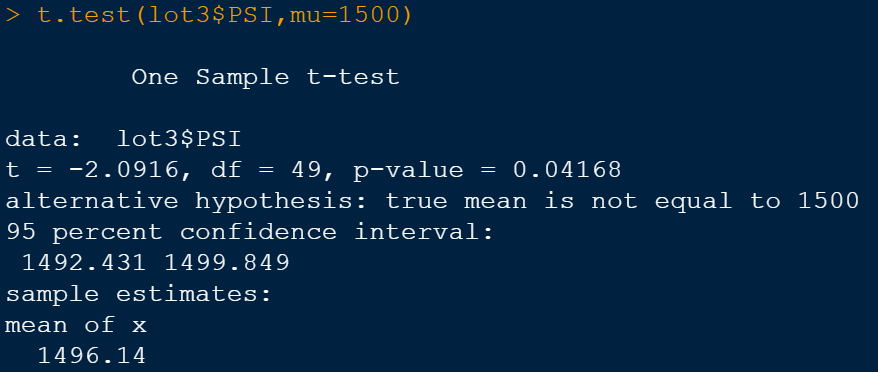 > t.test(lot3$PSI,mu=1500)
One Sample t-test
data:  lot3$PSI
t = -2.0916, df = 49, p-value = 0.04168
alternative hypothesis: true mean is not equal to 1500
95 percent confidence interval:
1492.431 1499.849
sample estimates:
mean of x
1496.14